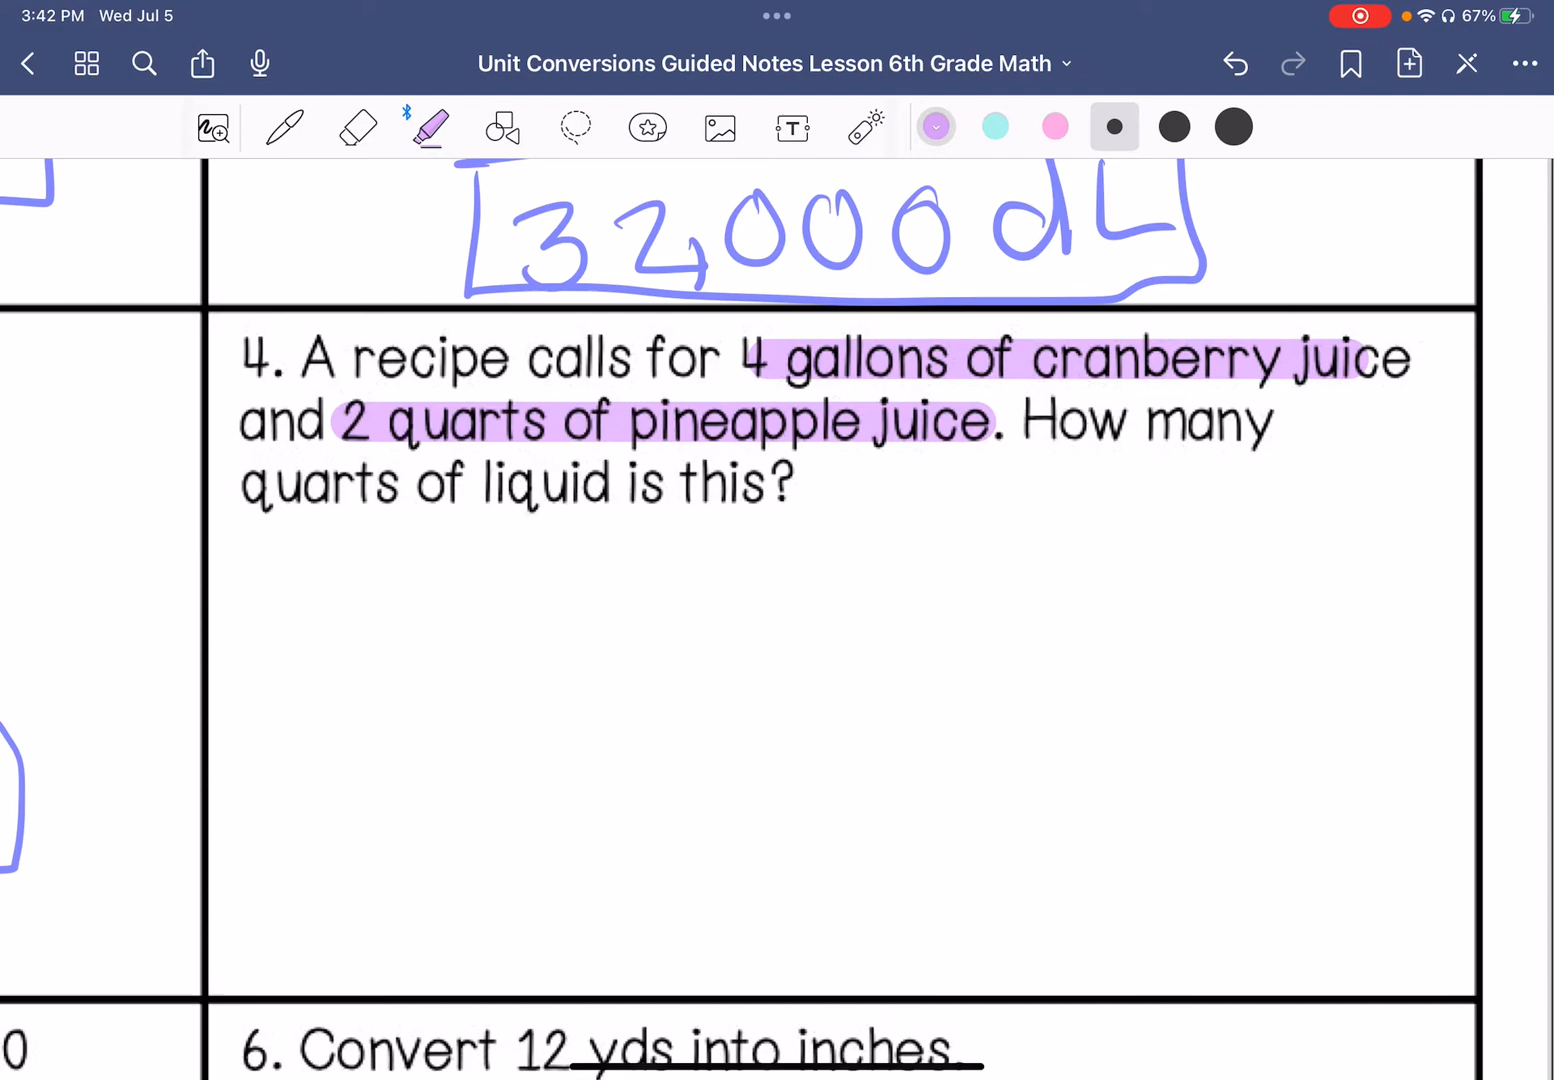 3:42 PM Wed Jul 5
67%
Unit Conversions Guided Notes Lesson 6th Grade Math
T
32,000 dL
4. A recipe calls for 4 gallons of cranberry juice
and 2 quarts of pineapple juice. How many
quarts of liquid is this?
0
6. Convert 12 yds into inches.